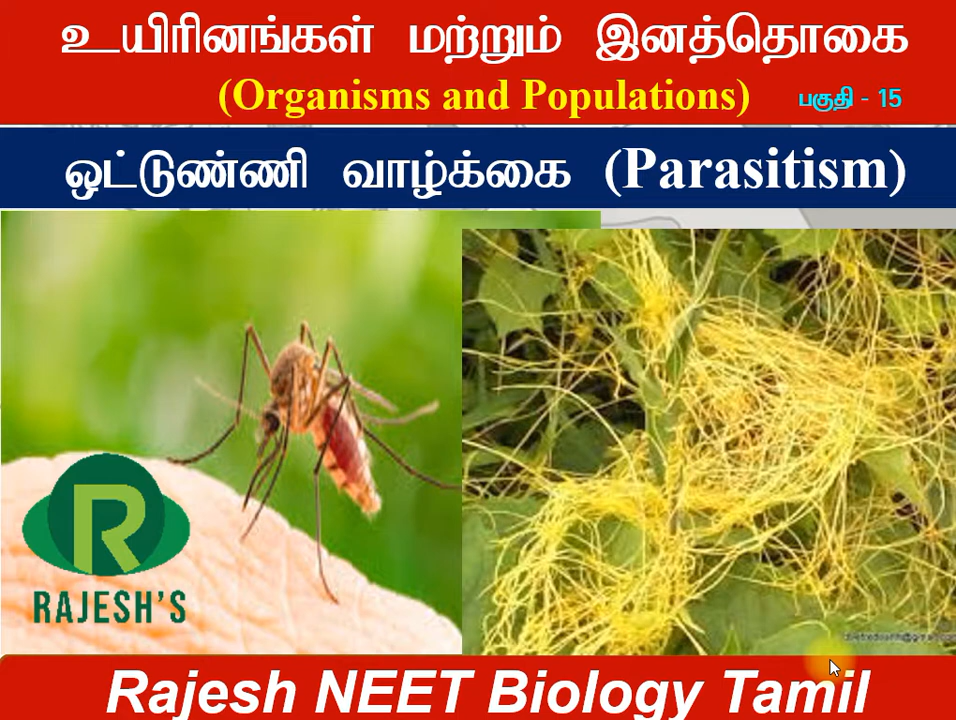 உயிரினங்கள் மற்றும் இனத்தொகை
(Organisms and Populations) பகுதி - 15
ஒட்டுண்ணி வாழ்க்கை (Parasitism)
R
RAJESH'S
Rajesh NEET Biology Tamil